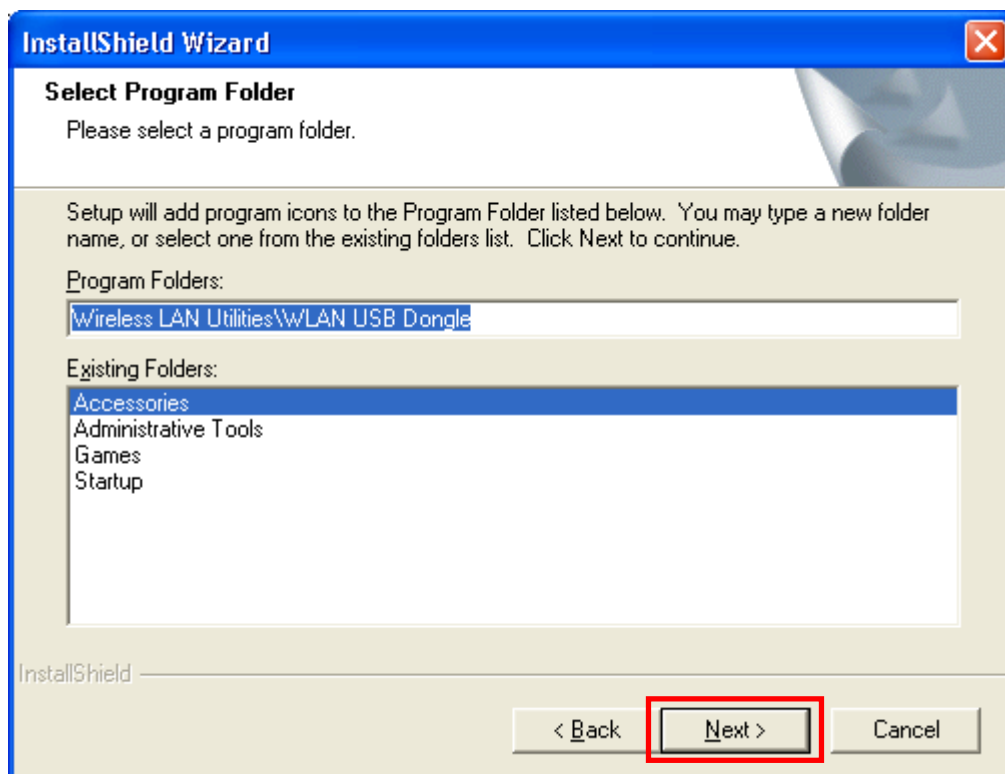 InstallShield Wizard
Select Program Folder
Please select a program folder.
Setup will add program icons to the Program Folder listed below.  You may type a new folder
name, or select one from the existing folders list.  Click Next to continue.
Program Folders:
Wireless LAN Utilities\WLAN USB Dongle
Existing Folders:
Accessories
Administrative Tools
Games
Startup
InstallShield
< Back
Next >
Cancel